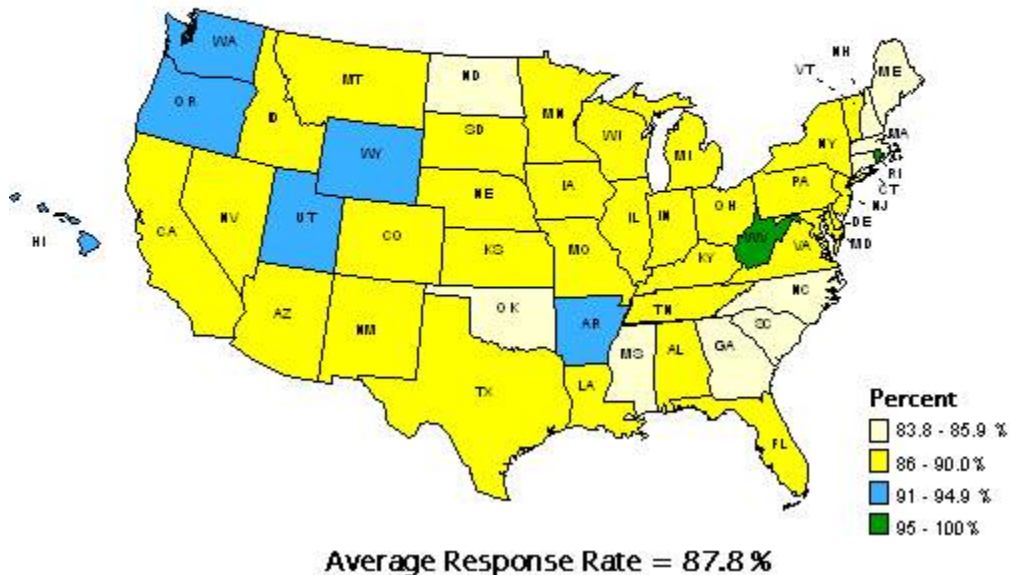 WA
OR
ID
MT
ND
SD
MN
WI
MI
NH
VT
ME
MA
RI
CT
NJ
DE
MD
NY
PA
WY
NE
IA
IL
IN
OH
WV
VA
CA
NV
UT
CO
KS
MO
KY
HI
AZ
NM
OK
AR
TN
NC
SC
MS
AL
GA
TX
LA
FL
Percent
83.8 - 85.9 %
86 - 90.0%
91 - 94.9 %
95 - 100%
Average Response Rate = 87.8%